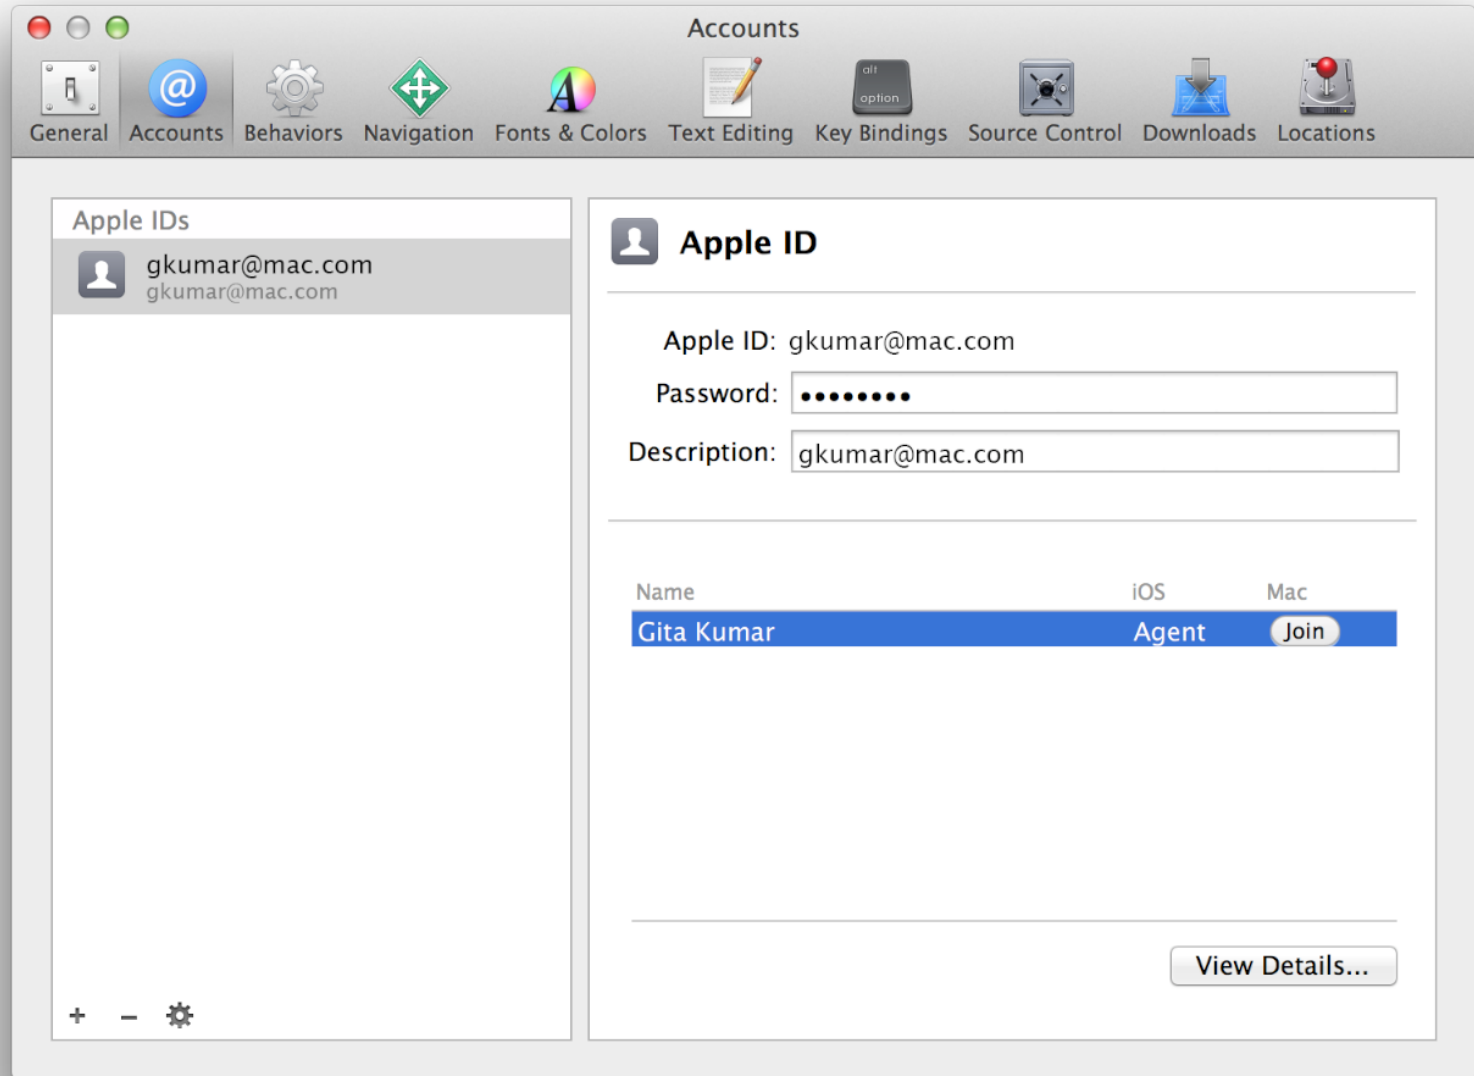 Accounts
alt
option
General Accounts Behaviors Navigation Fonts & Colors Text Editing Key Bindings Source Control Downloads Locations
Apple IDs
gkumar@mac.com
gkumar@mac.com
Apple ID
Apple ID: gkumar@mac.com
Password: ••••••••
Description: gkumar@mac.com
Name iOS Mac
Gita Kumar Agent Join
View Details...